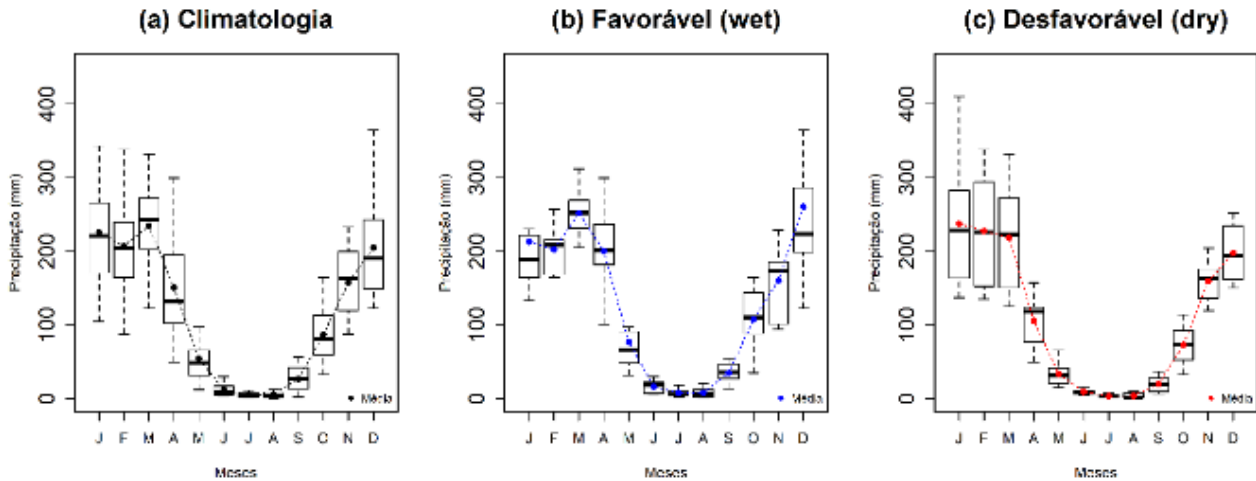 (a) Climatologia
Precipitação (mm)
400
300
200
100
0
Média
J F M A M J J A S O N D
Meses
(b) Favorável (wet)
Precipitação (mm)
400
300
200
100
0
Média
J F M A M J J A S O N D
Meses
(c) Desfavorável (dry)
Precipitação (mm)
400
300
200
100
0
Média
J F M A M J J A S O N D
Meses